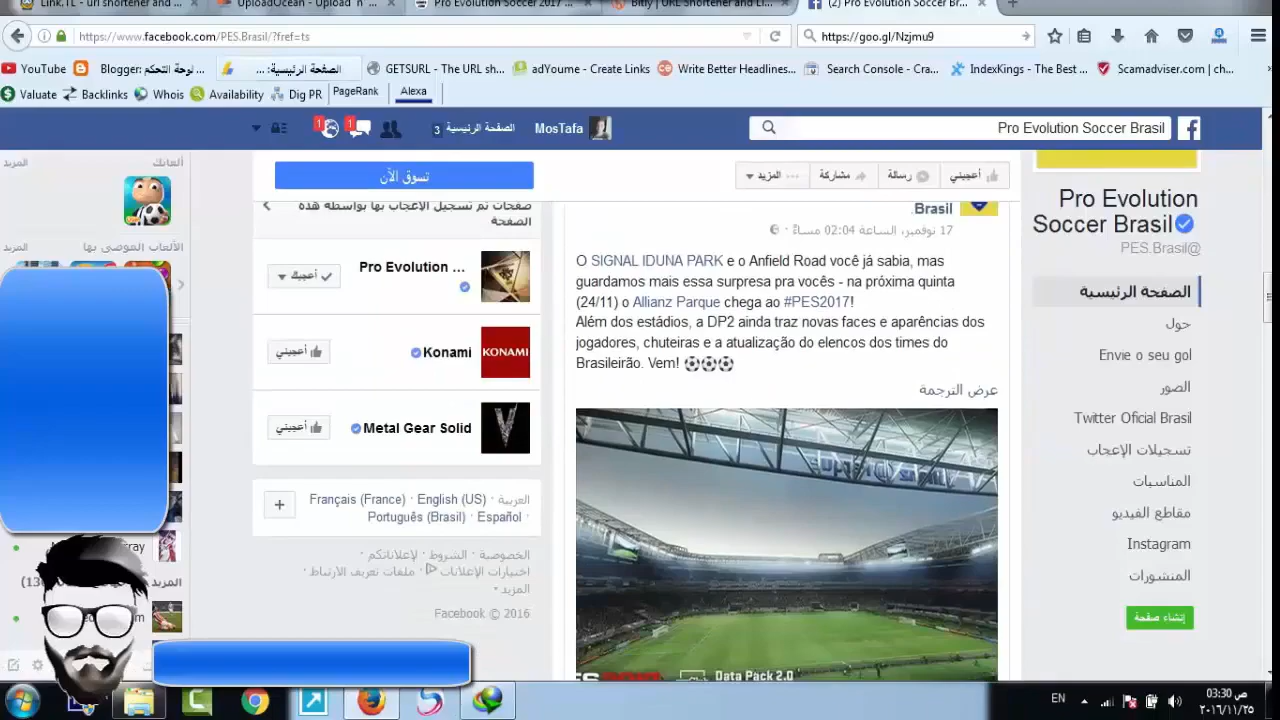 Link.TL - url shortener and ...
UploadOcean - Upload 'n' ...
Pro Evolution Soccer 2017 ...
Bitly | URL Shortener and Li...
(2) Pro Evolution Soccer Br...
https://www.facebook.com/PES.Brasil/?fref=ts
https://goo.gl/Nzjmu9
YouTube
Blogger: لوحة التحكم ...
الصفحة الرئيسية: ...
GETSURL - The URL sh...
adYoume - Create Links
Write Better Headlines...
Search Console - Cra...
IndexKings - The Best ...
Scamadviser.com | ch...
Valuate
Backlinks
Whois
Availability
Dig PR
PageRank
Alexa
1
1
3 الصفحة الرئيسية
MosTafa
Pro Evolution Soccer Brasil
المزيد
ألعابك
تسوق الآن
المزيد
مشاركة
رسالة
أعجبني
Pro Evolution
Soccer Brasil
PES.Brasil@
صفحات تم تسجيل الإعجاب بها بواسطة هذه
الصفحة
Brasil.
17 نوفمبر، الساعة 02:04 مساءً
المزيد
الألعاب الموصى بها
Pro Evolution ...
أعجبك
Konami
أعجبني
KONAMI
Metal Gear Solid
أعجبني
O SIGNAL IDUNA PARK e o Anfield Road você já sabia, mas
guardamos mais essa surpresa pra vocês - na próxima quinta
(24/11) o Allianz Parque chega ao #PES2017!
Além dos estádios, a DP2 ainda traz novas faces e aparências dos
jogadores, chuteiras e a atualização do elencos dos times do
Brasileirão. Vem! ⚽⚽⚽
عرض الترجمة
الصفحة الرئيسية
حول
Envie o seu gol
الصور
Twitter Oficial Brasil
تسجيلات الإعجاب
المناسبات
مقاطع الفيديو
Instagram
المنشورات
إنشاء صفحة
العربية · English (US) · Français (France)
Português (Brasil) · Español ·
الخصوصية · الشروط · لإعلاناتكم ·
اختيارات الإعلانات · ملفات تعريف الارتباط ·
المزيد
Facebook © 2016
المزيد
Data Pack 2.0
EN
03:30 ص
٢٠١٦/١١/٢٥